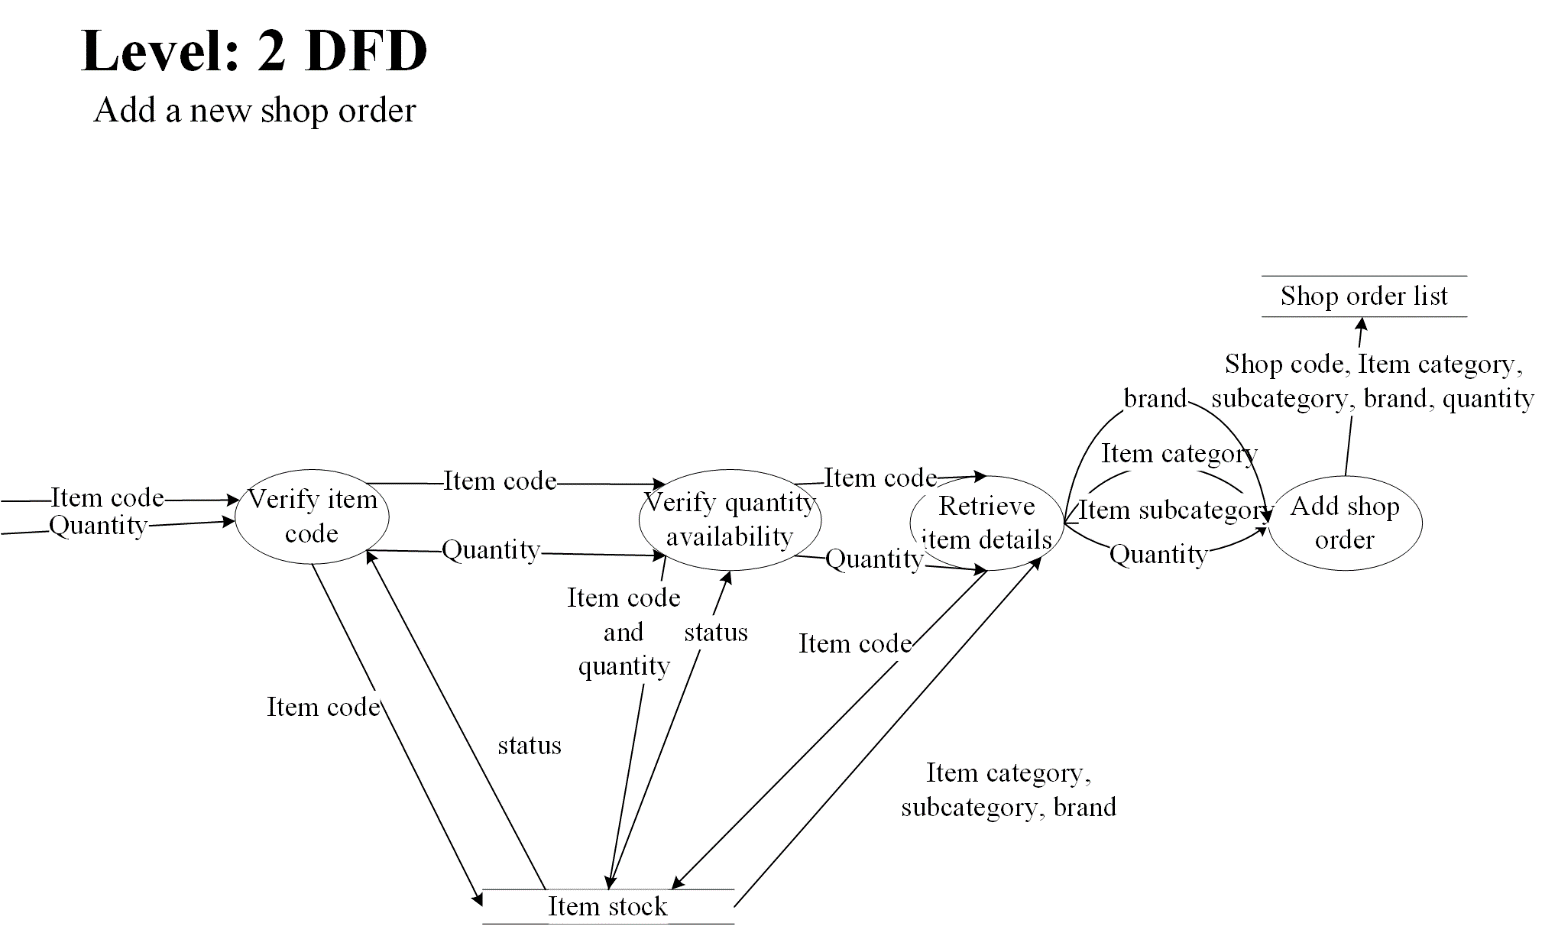 Level: 2 DFD
Add a new shop order
Shop order list
Shop code, Item category,
subcategory, brand, quantity
brand
Item category
Item subcategory
Quantity
Item code
Quantity
Verify item
code
Item code
Quantity
Verify quantity
availability
Item code
Quantity
Retrieve
item details
Add shop
order
Item code
status
Item code
and
quantity
status
Item code
Item category,
subcategory, brand
Item stock